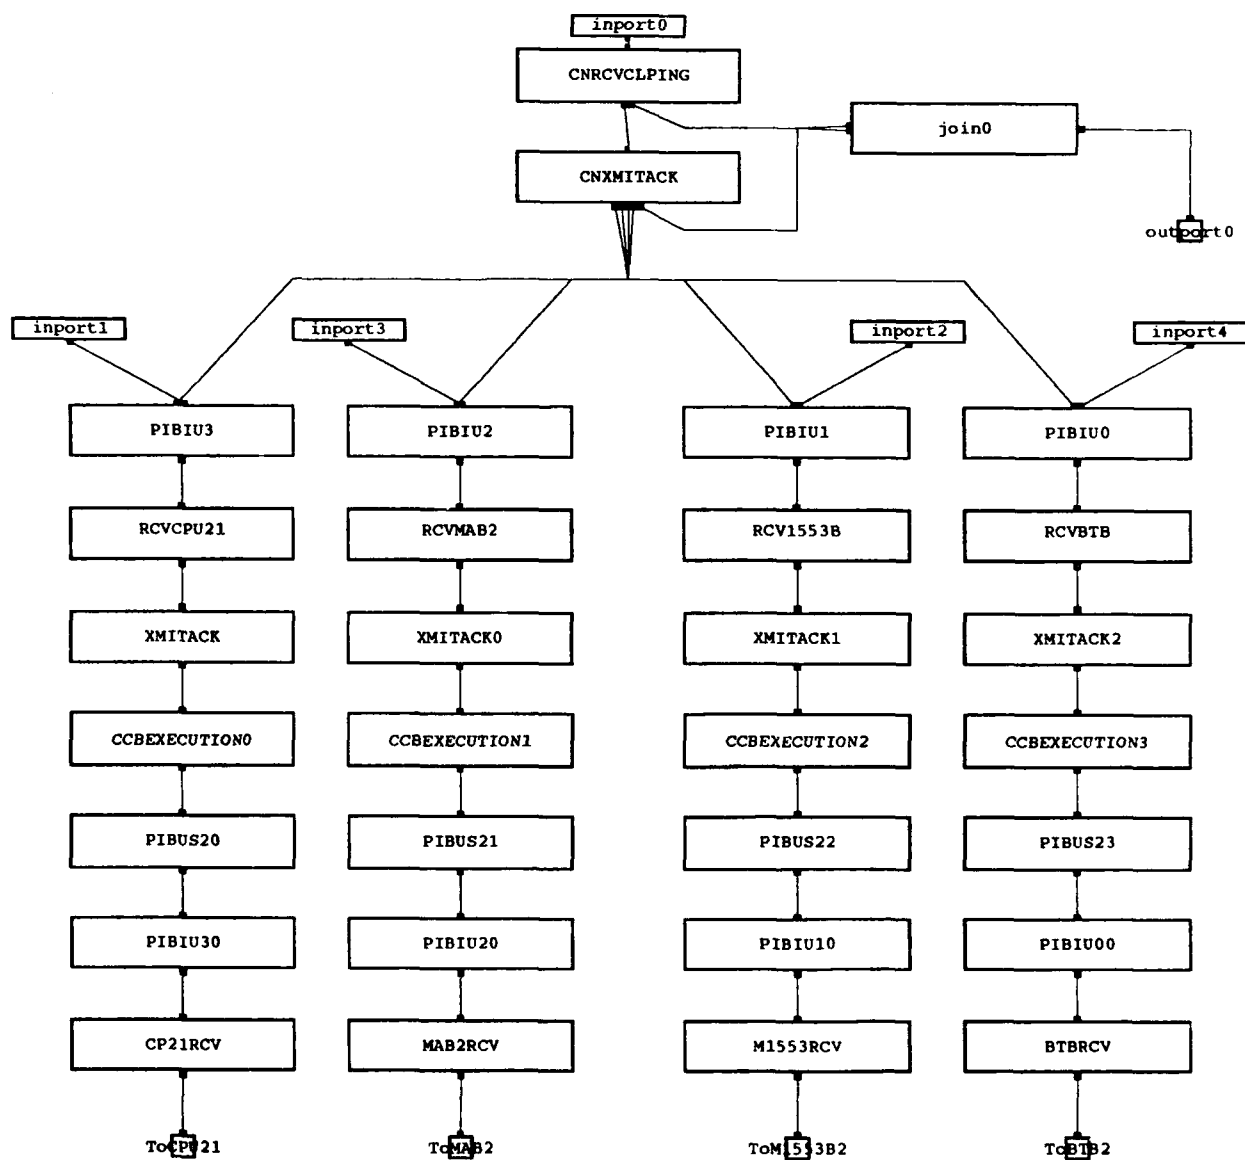 inport0
CNRCVCLPING
join0
CNXMITACK
outport0
inport1 inport3 inport2 inport4
PIBIU3 PIBIU2 PIBIU1 PIBIU0
RCVCPU21 RCVMAB2 RCV1553B RCVBTB
XMITACK XMITACK0 XMITACK1 XMITACK2
CCBEXECUTION0 CCBEXECUTION1 CCBEXECUTION2 CCBEXECUTION3
PIBUS20 PIBUS21 PIBUS22 PIBUS23
PIBIU30 PIBIU20 PIBIU10 PIBIU00
CP21RCV MAB2RCV M1553RCV BTBRCV
ToCPU21 ToMAB2 ToM1553B2 ToBTB2